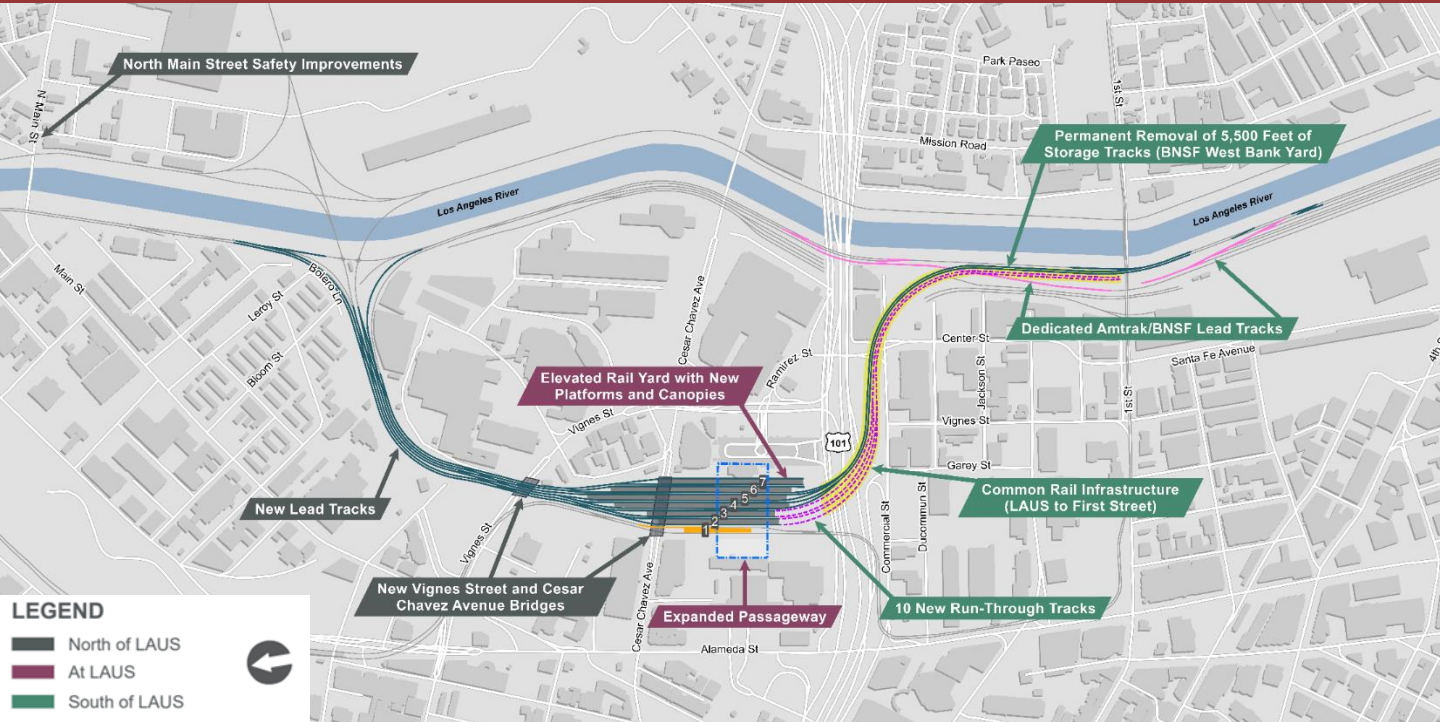 North Main Street Safety Improvements
N Main St
Park Paseo
1st St
Mission Road
Permanent Removal of 5,500 Feet of
Storage Tracks (BNSF West Bank Yard)
Los Angeles River
Los Angeles River
Main St
Bolero Ln
Leroy St
Bloom St
Cesar Chavez Ave
Dedicated Amtrak/BNSF Lead Tracks
Center St
Santa Fe Avenue
4th S
Ramirez St
Jackson St
1st St
Elevated Rail Yard with New
Platforms and Canopies
Vignes St
Vignes St
101
Garey St
7
6
5
4
3
2
1
Common Rail Infrastructure
(LAUS to First Street)
New Lead Tracks
Vignes St
Commercial St
Ducommun St
New Vignes Street and Cesar
Chavez Avenue Bridges
Cesar Chavez Ave
Expanded Passageway
10 New Run-Through Tracks
Alameda St
LEGEND
North of LAUS
At LAUS
South of LAUS